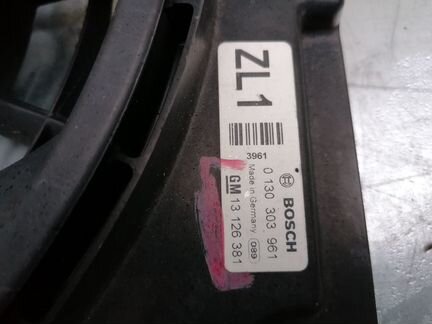 ZL1
3961
0 130 303 961
BOSCH
Made in Germany 089
GM 13 126 381